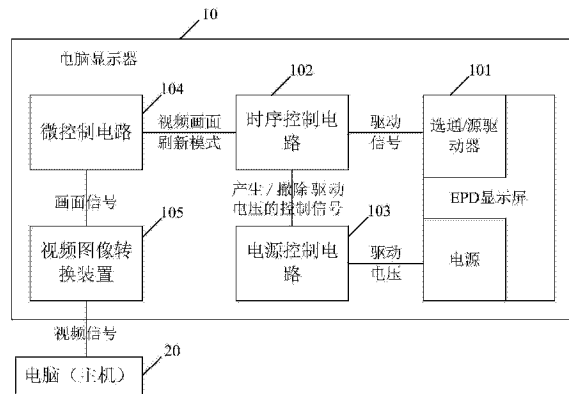 10
电脑显示器
104
102
101
微控制电路
视频画面
刷新模式
时序控制电路
驱动
信号
选通/源驱
动器
画面信号
产生/撤除驱动
电压的控制信号
EPD显示屏
105
103
视频图像转
换装置
电源控制电
路
驱动
电压
电源
视频信号
20
电脑（主机）